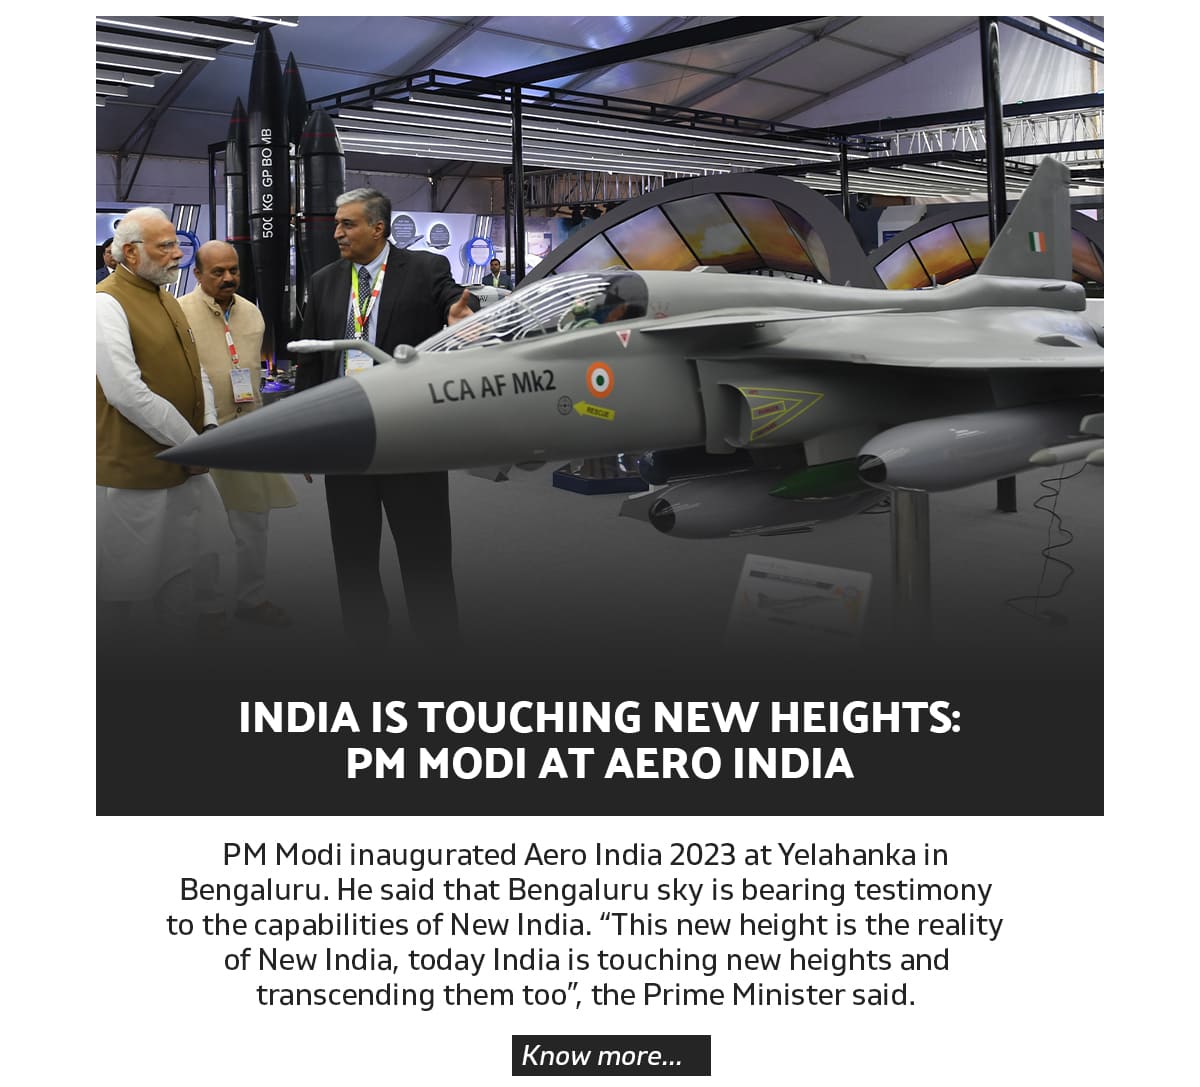 500 KG GP BOMB
LCA AF Mk2
RESCUE
INDIA IS TOUCHING NEW HEIGHTS:
PM MODI AT AERO INDIA
PM Modi inaugurated Aero India 2023 at Yelahanka in
Bengaluru. He said that Bengaluru sky is bearing testimony
to the capabilities of New India. “This new height is the reality
of New India, today India is touching new heights and
transcending them too”, the Prime Minister said.
Know more...